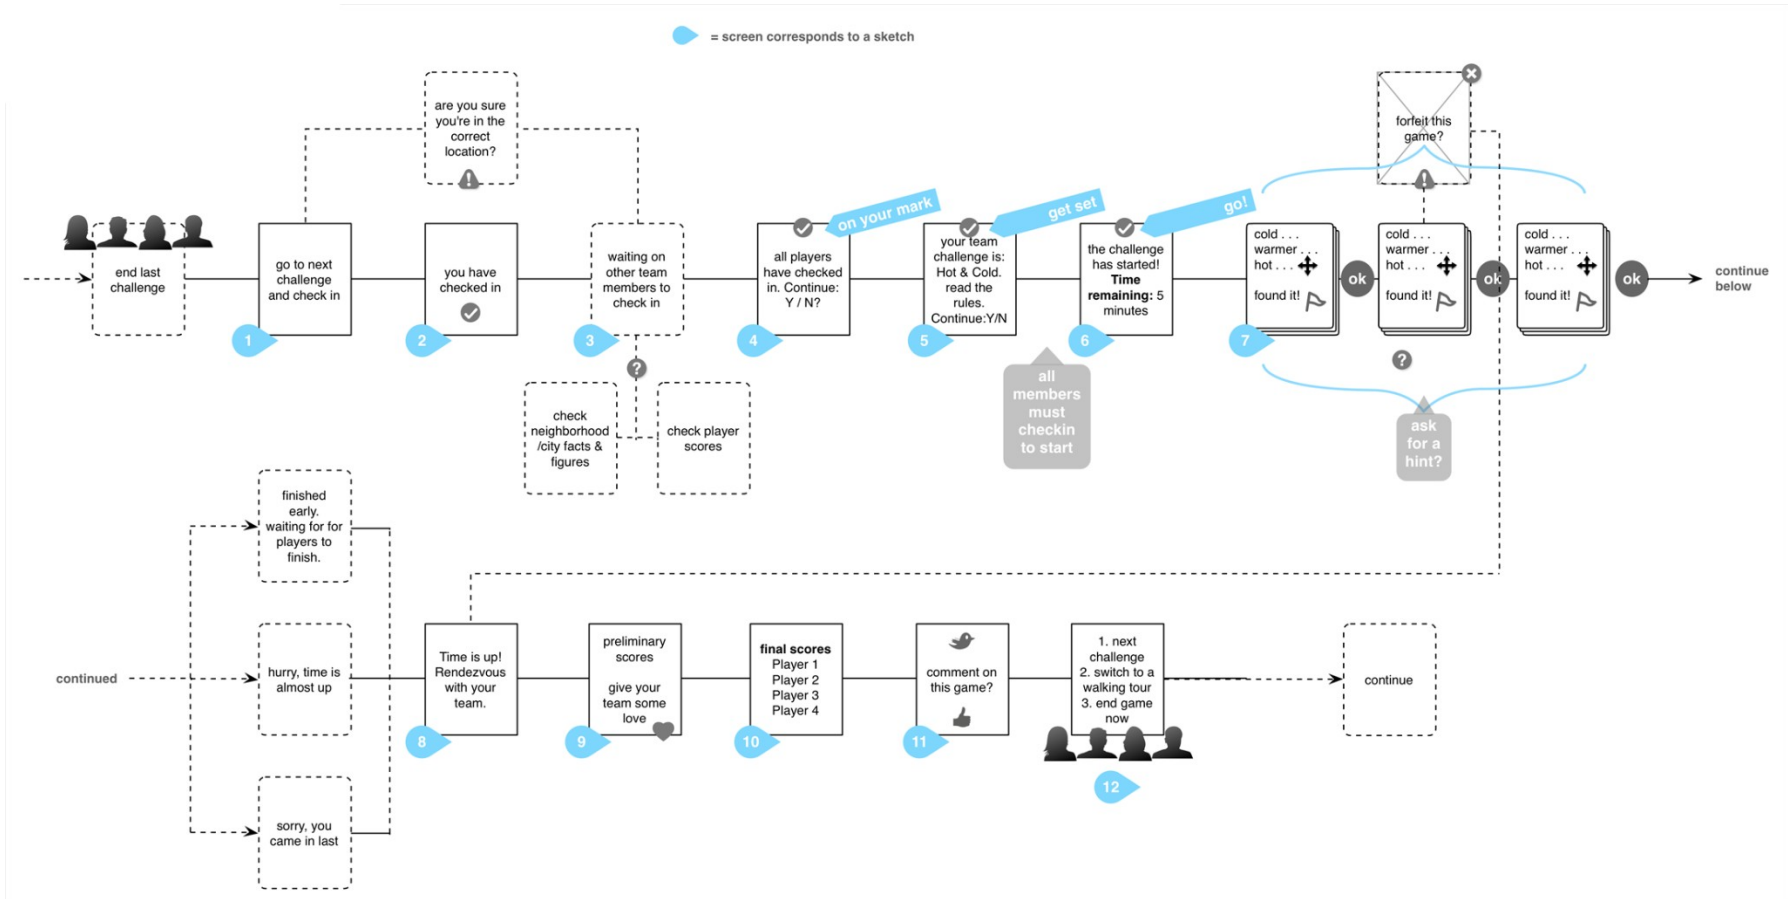 = screen corresponds to a sketch
are you sure
you're in the
correct
location?
forfeit this
game?
on your mark
get set
go!
end last
challenge
go to next
challenge
and check in
you have
checked in
waiting on
other team
members to
check in
all players
have checked
in. Continue:
Y / N?
your team
challenge is:
Hot & Cold.
read the
rules.
Continue:Y/N
the challenge
has started!
Time
remaining: 5
minutes
cold . . .
warmer . . .
hot . . .
found it!
ok
cold . . .
warmer . . .
hot . . .
found it!
ok
cold . . .
warmer . . .
hot . . .
found it!
ok
continue
below
1
2
3
4
5
6
7
?
?
check
neighborhood
/city facts &
figures
check player
scores
all
members
must
checkin
to start
ask
for a
hint?
finished
early.
waiting for for
players to
finish.
continued
hurry, time is
almost up
sorry, you
came in last
Time is up!
Rendezvous
with your
team.
preliminary
scores
give your
team some
love
final scores
Player 1
Player 2
Player 3
Player 4
comment on
this game?
1. next
challenge
2. switch to a
walking tour
3. end game
now
continue
8
9
10
11
12